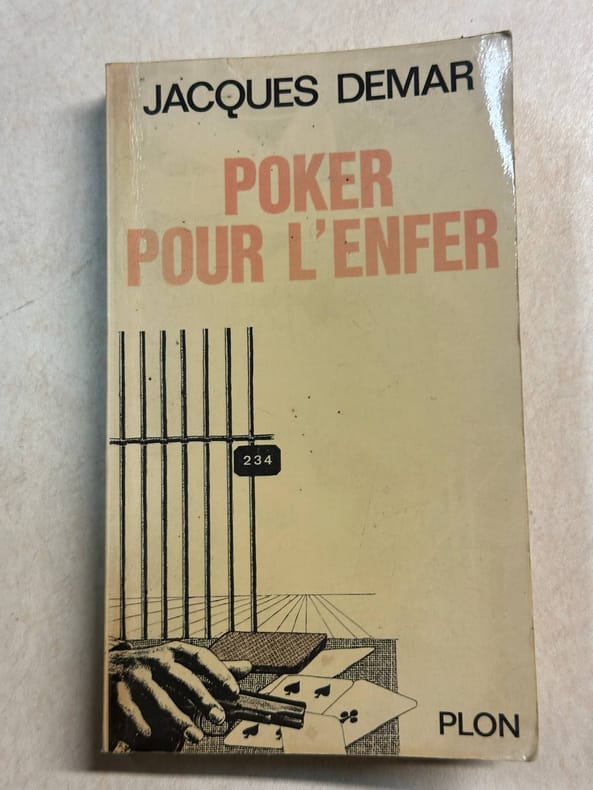 JACQUES DEMAR
POKER
POUR L'ENFER
234
PLON